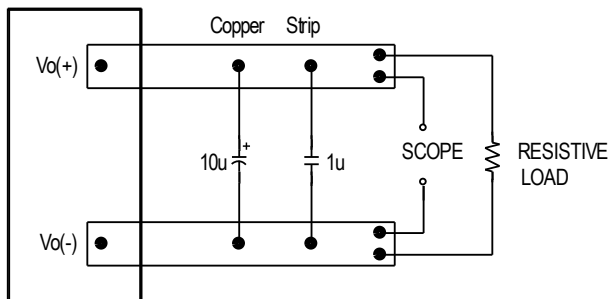 Copper Strip
Vo(+)
10u
+
1u
SCOPE
RESISTIVE
LOAD
Vo(-)